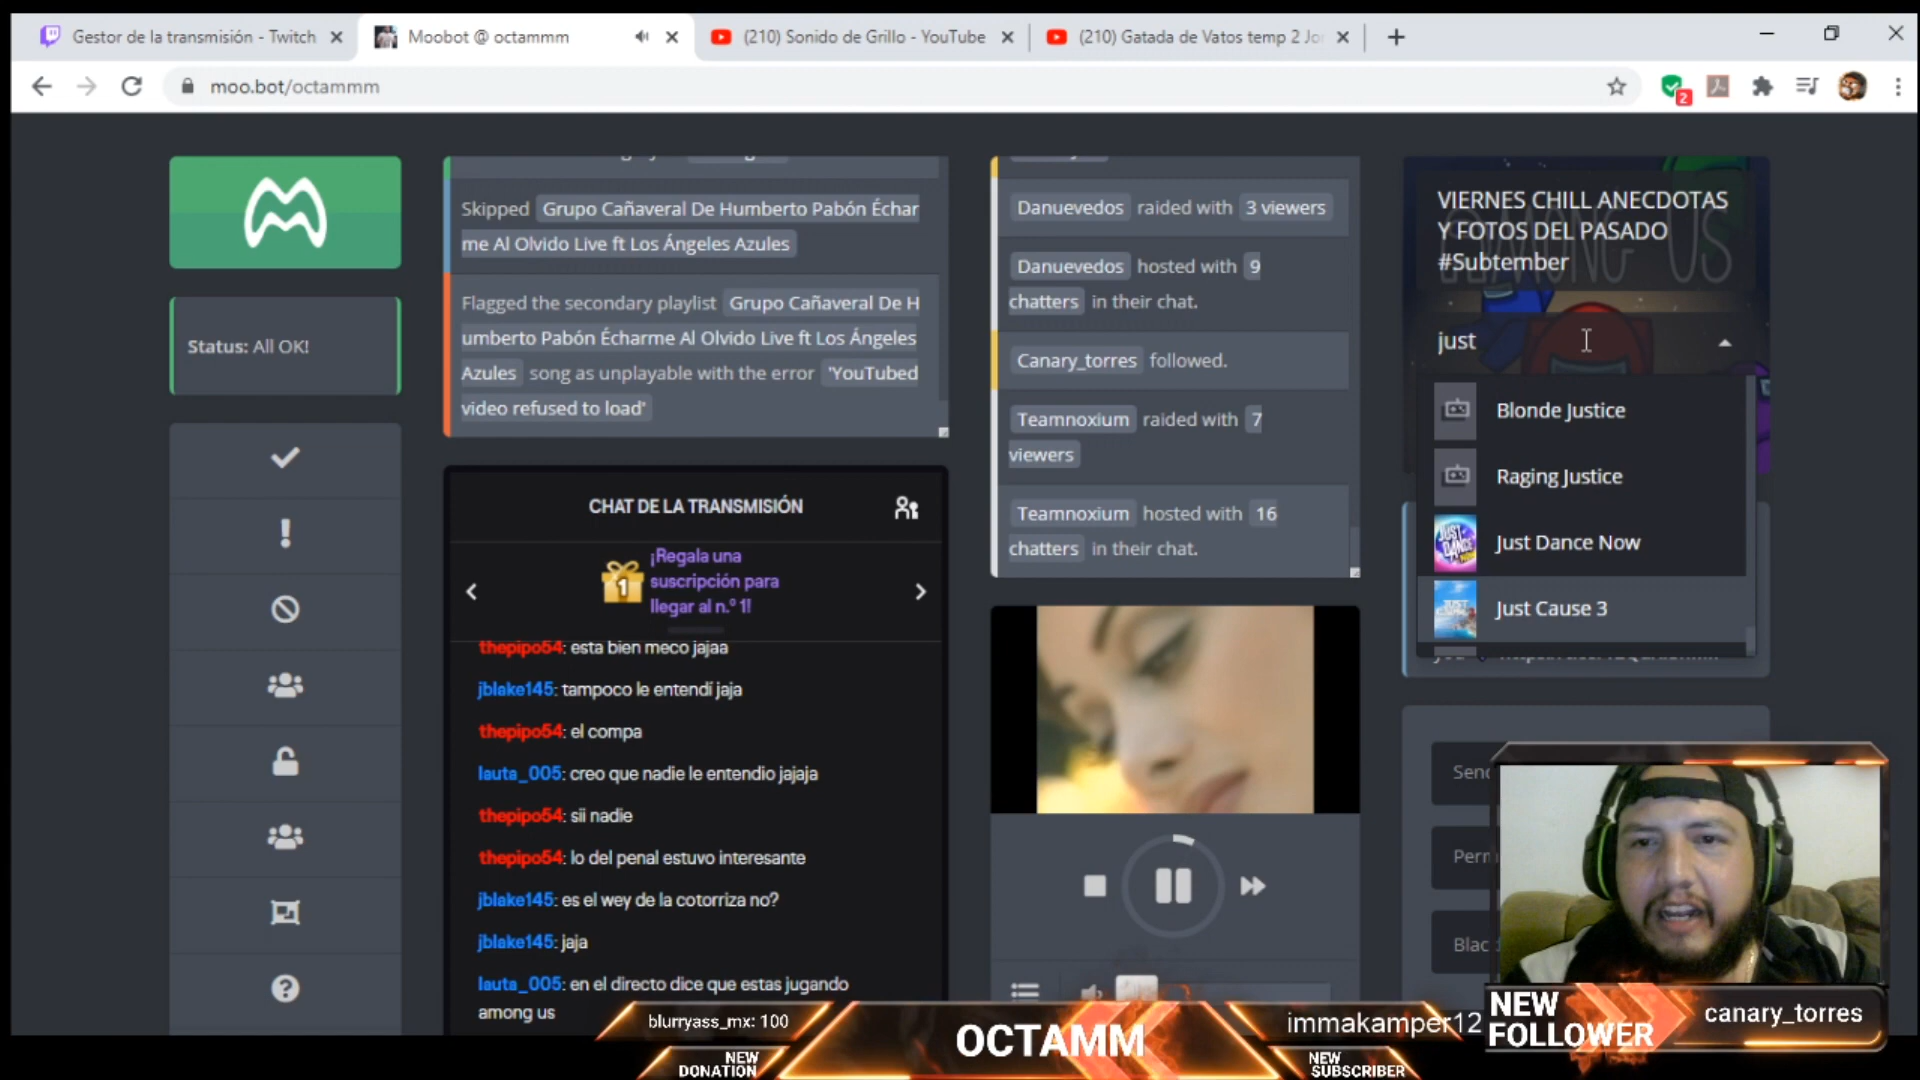 Gestor de la transmisión - Twitch
Moobot @ octammm
(210) Sonido de Grillo - YouTube
(210) Gatada de Vatos temp 2 Jo
moo.bot/octammm
2
Status: All OK!
Skipped Grupo Cañaveral De Humberto Pabón Échar
me Al Olvido Live ft Los Ángeles Azules
Flagged the secondary playlist Grupo Cañaveral De H
umberto Pabón Écharme Al Olvido Live ft Los Ángeles
Azules song as unplayable with the error 'YouTubed
video refused to load'
CHAT DE LA TRANSMISIÓN
1
¡Regala una
suscripción para
llegar al n.º 1!
thepipo54: esta bien meco jajaa
jblake145: tampoco le entendí jaja
thepipo54: el compa
lauta_005: creo que nadie le entendio jajaja
thepipo54: sii nadie
thepipo54: lo del penal estuvo interesante
jblake145: es el wey de la cotorriza no?
jblake145: jaja
lauta_005: en el directo dice que estas jugando
among us
Danuevedos raided with 3 viewers
Danuevedos hosted with 9
chatters in their chat.
Canary_torres followed.
Teamnoxium raided with 7
viewers
Teamnoxium hosted with 16
chatters in their chat.
VIERNES CHILL ANECDOTAS
Y FOTOS DEL PASADO
#Subtember
just
Blonde Justice
Raging Justice
Just Dance Now
Just Cause 3
Send
Perm
Blac
blurryass_mx: 100
NEW
DONATION
OCTAMM
immakamper12
NEW
SUBSCRIBER
NEW
FOLLOWER
canary_torres